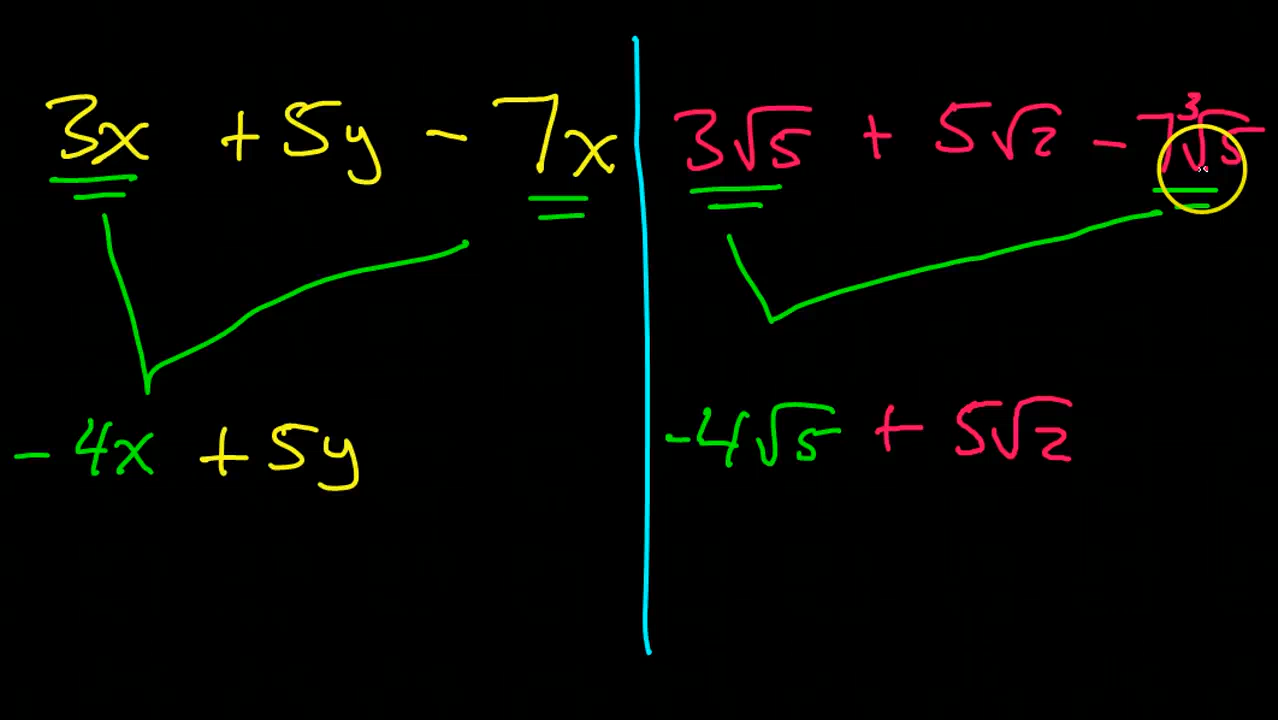 3x + 5y - 7x
-4x + 5y
3√5 + 5√2 - 7∛5
-4√5 + 5√2